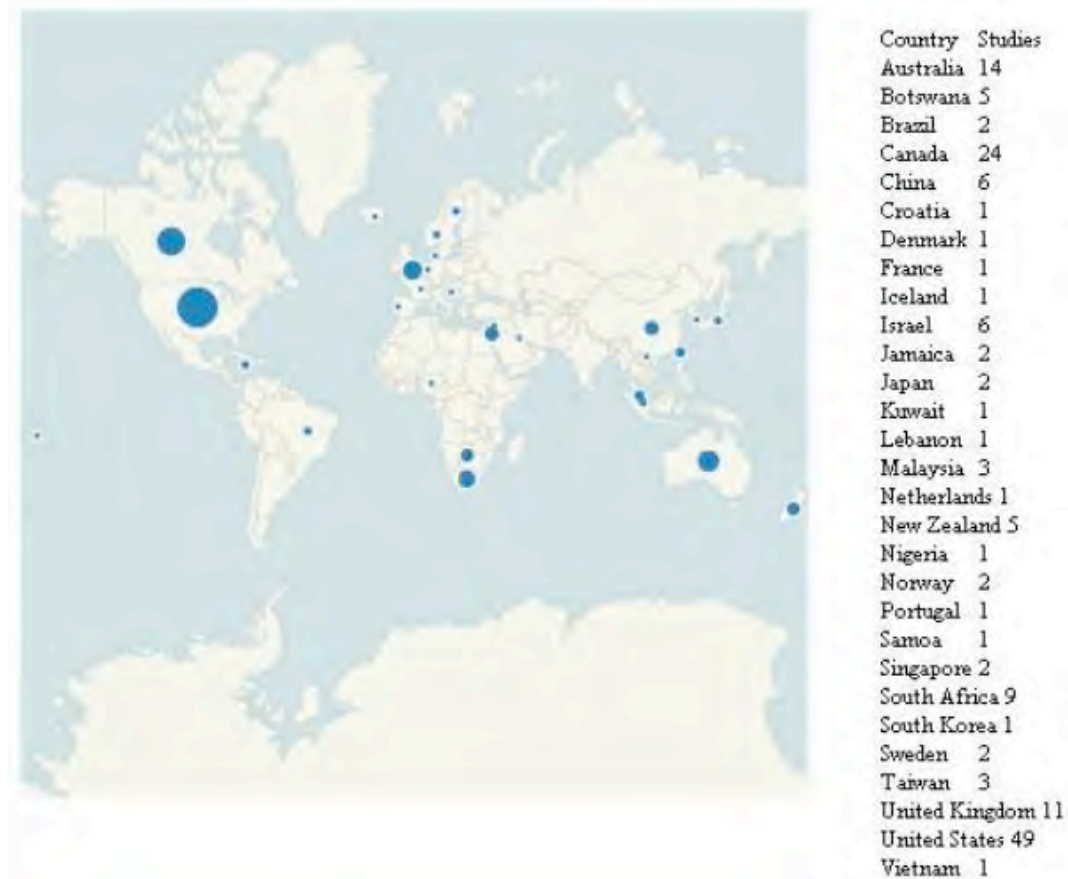 Country Studies
Australia 14
Botswana 5
Brazil 2
Canada 24
China 6
Croatia 1
Denmark 1
France 1
Iceland 1
Israel 6
Jamaica 2
Japan 2
Kuwait 1
Lebanon 1
Malaysia 3
Netherlands 1
New Zealand 5
Nigeria 1
Norway 2
Portugal 1
Samoa 1
Singapore 2
South Africa 9
South Korea 1
Sweden 2
Taiwan 3
United Kingdom 11
United States 49
Vietnam 1